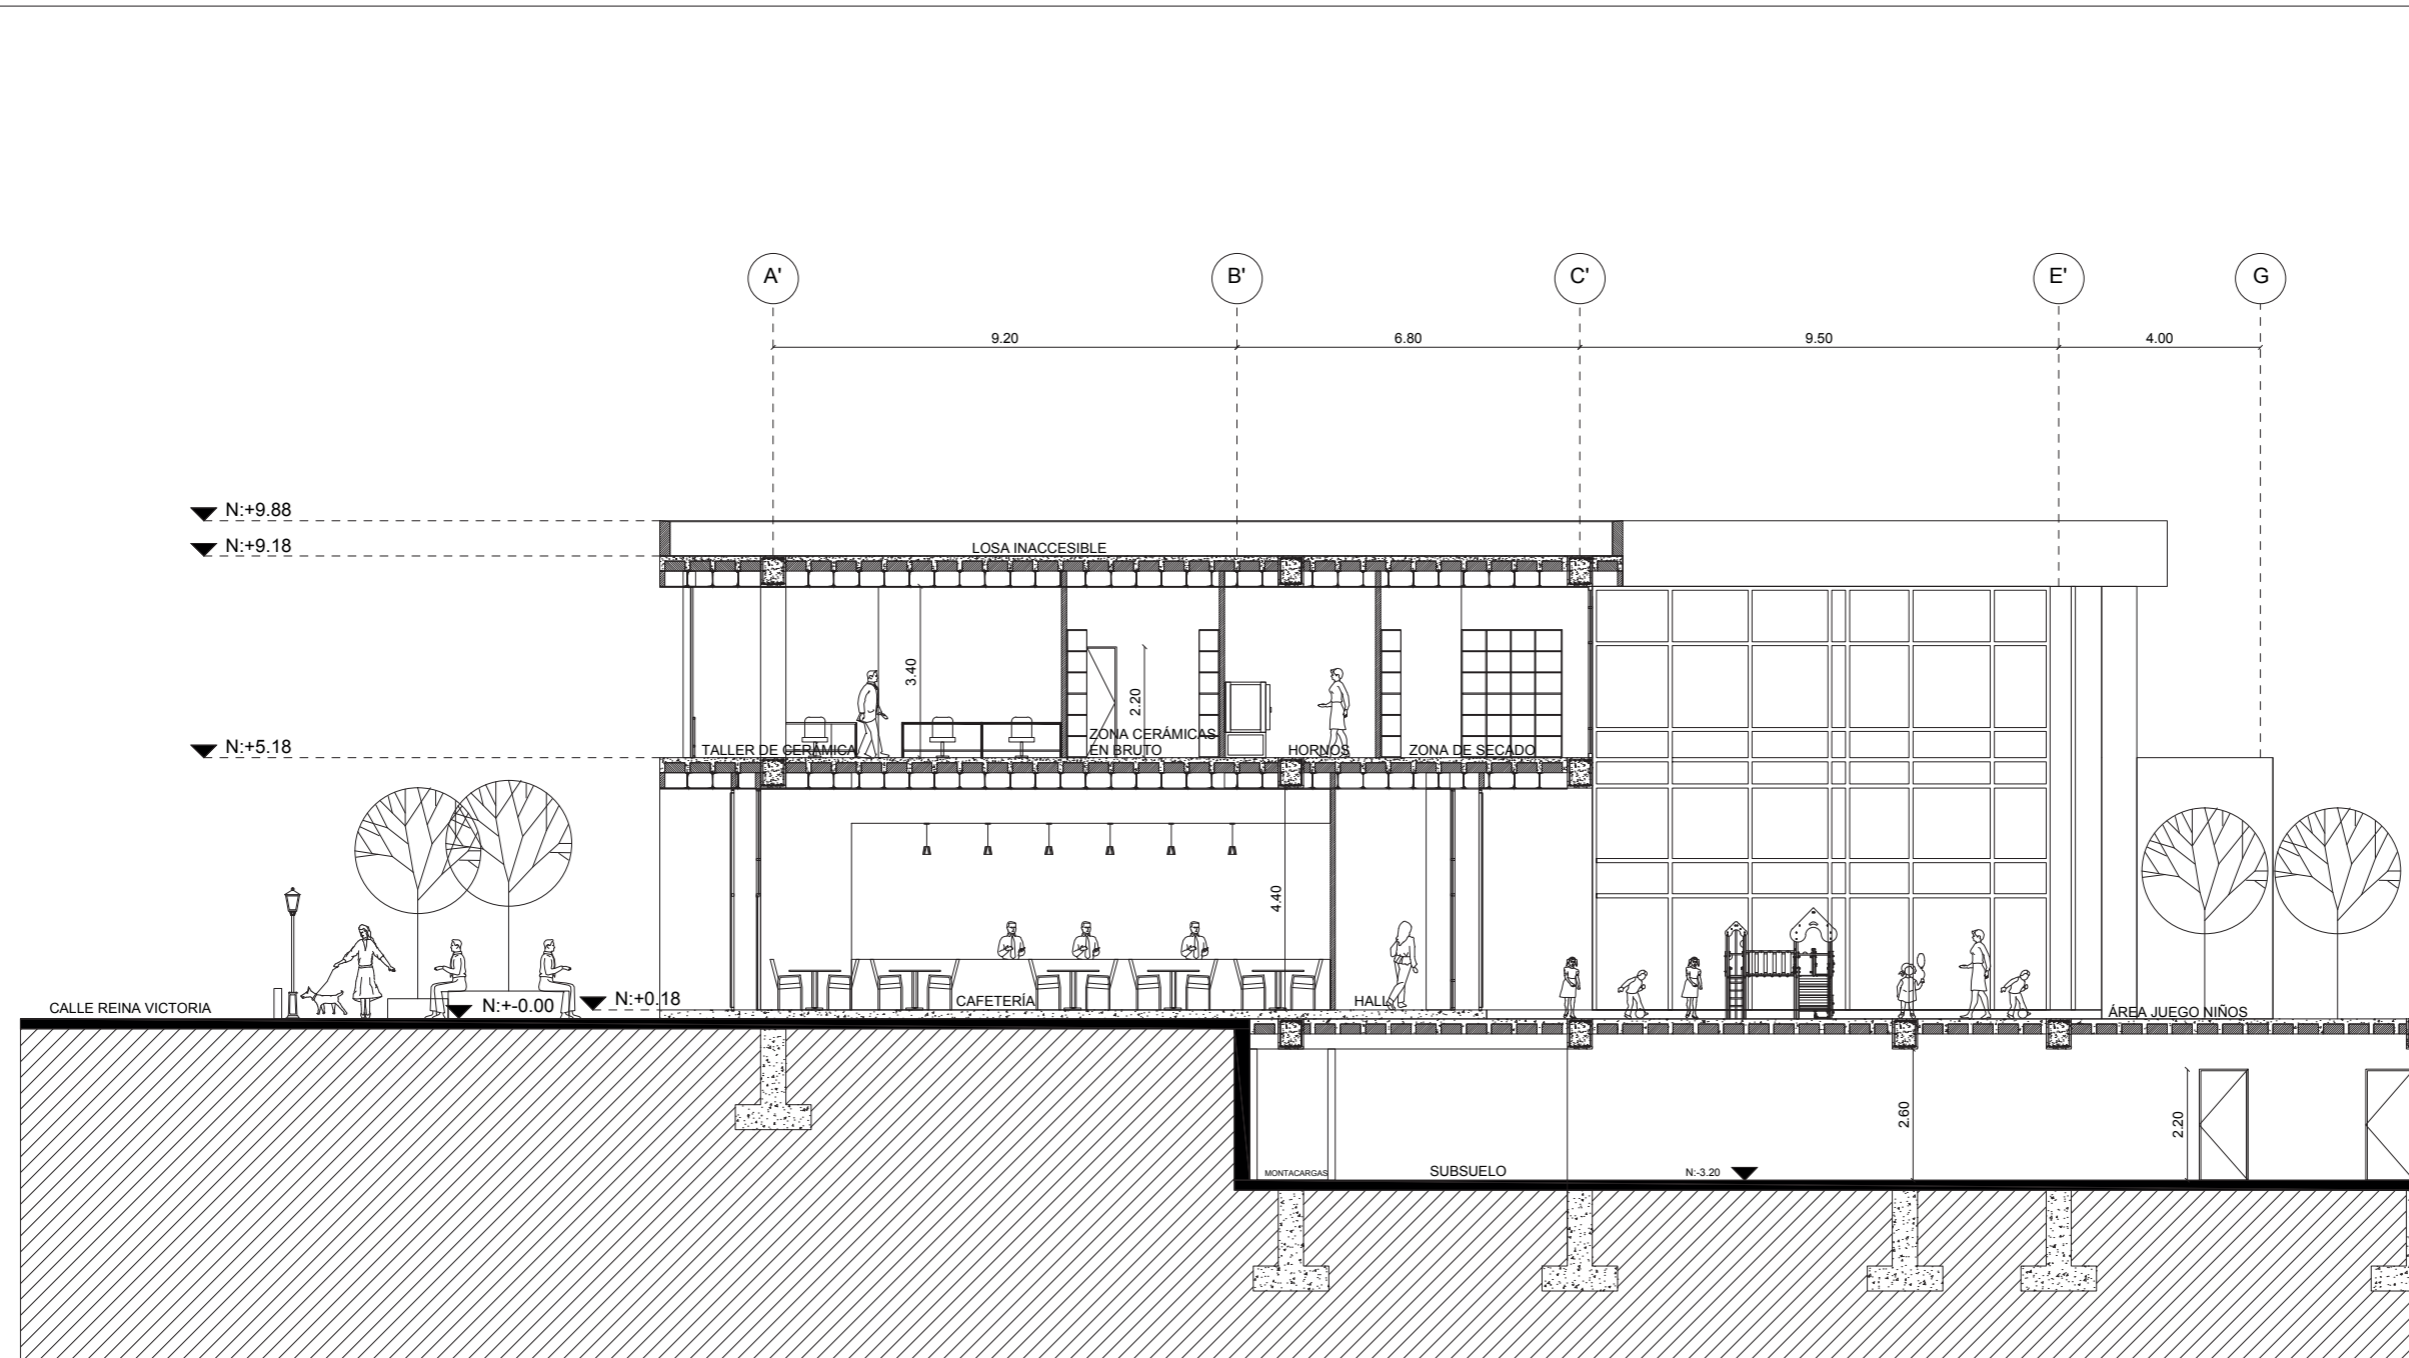 A' B' C' E' G
9.20 6.80 9.50 4.00
N:+9.88
N:+9.18
LOSA INACCESIBLE
3.40
2.20
N:+5.18
TALLER DE CERÁMICA
ZONA CERÁMICAS
EN BRUTO
HORNOS
ZONA DE SECADO
4.40
CALLE REINA VICTORIA
N:+-0.00
N:+0.18
CAFETERÍA
HALL
ÁREA JUEGO NIÑOS
2.60
2.20
MONTACARGAS
SUBSUELO
N:-3.20